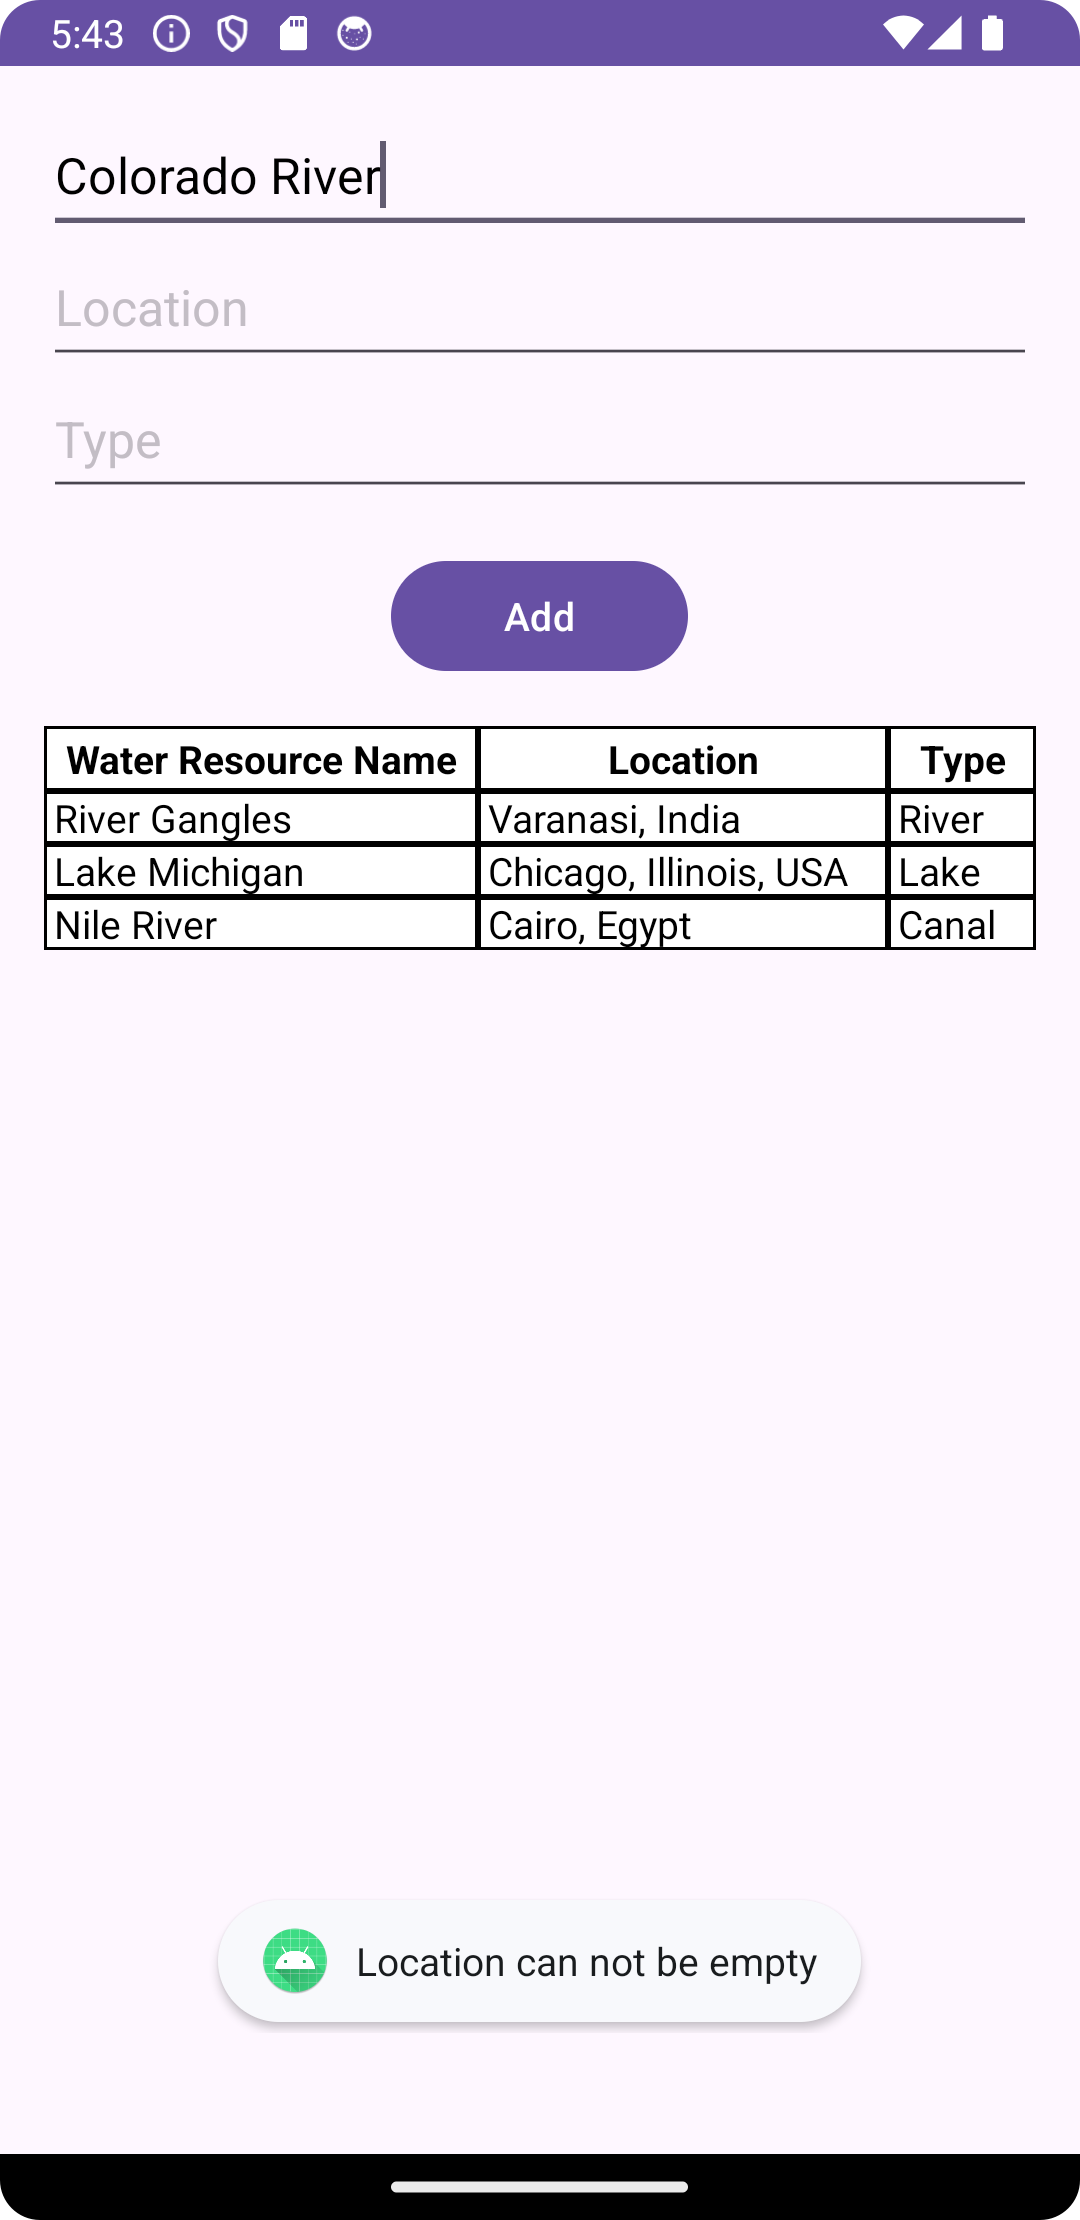 5:43
Colorado River
Location
Type
Add
Water Resource Name Location Type
River Gangles Varanasi, India River
Lake Michigan Chicago, Illinois, USA Lake
Nile River Cairo, Egypt Canal
Location can not be empty